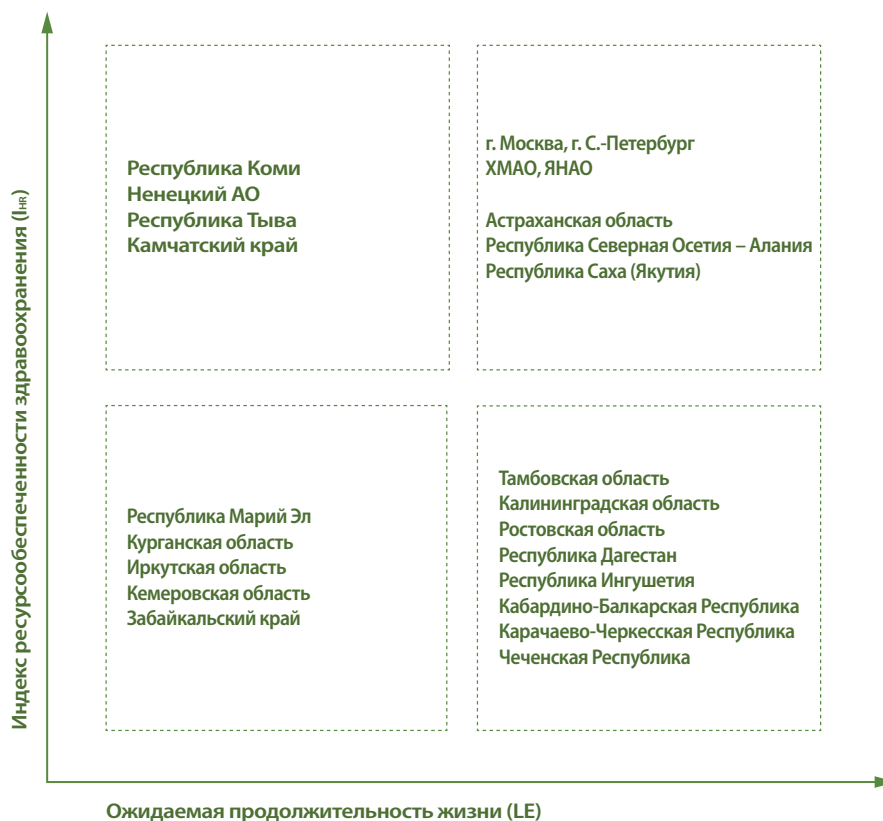 Индекс ресурсообеспеченности здравоохранения (IHR)
Республика Коми
Ненецкий АО
Республика Тыва
Камчатский край
г. Москва, г. С.-Петербург
ХМАО, ЯНАО
Астраханская область
Республика Северная Осетия – Алания
Республика Саха (Якутия)
Республика Марий Эл
Курганская область
Иркутская область
Кемеровская область
Забайкальский край
Тамбовская область
Калининградская область
Ростовская область
Республика Дагестан
Республика Ингушетия
Кабардино-Балкарская Республика
Карачаево-Черкесская Республика
Чеченская Республика
Ожидаемая продолжительность жизни (LE)